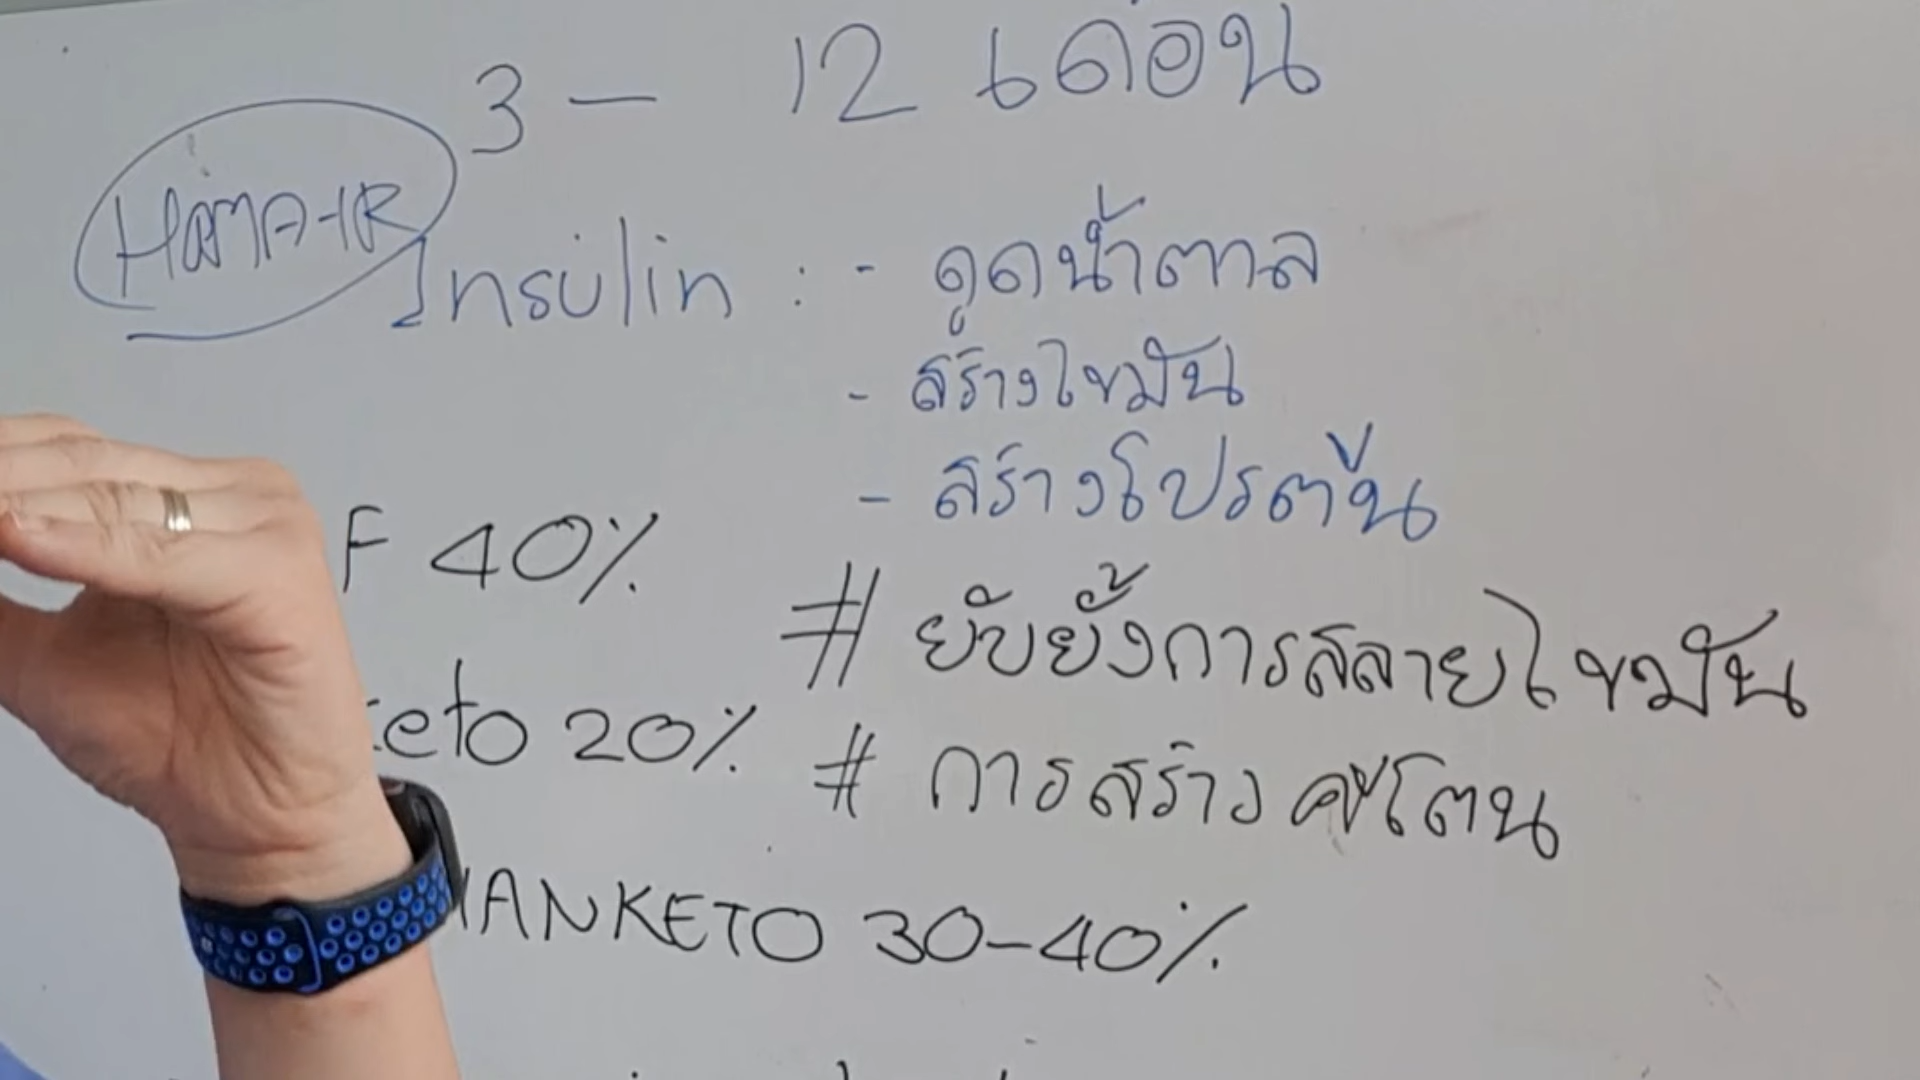 3 - 12 เดือน
HOMA-IR
Insulin : - ดูดน้ำตาล
- สร้างไขมัน
- สร้างโปรตีน
F 40%
# ยับยั้งการสลายไขมัน
eto 20%
# การสร้าง คีโตน
ANKETO 30-40%